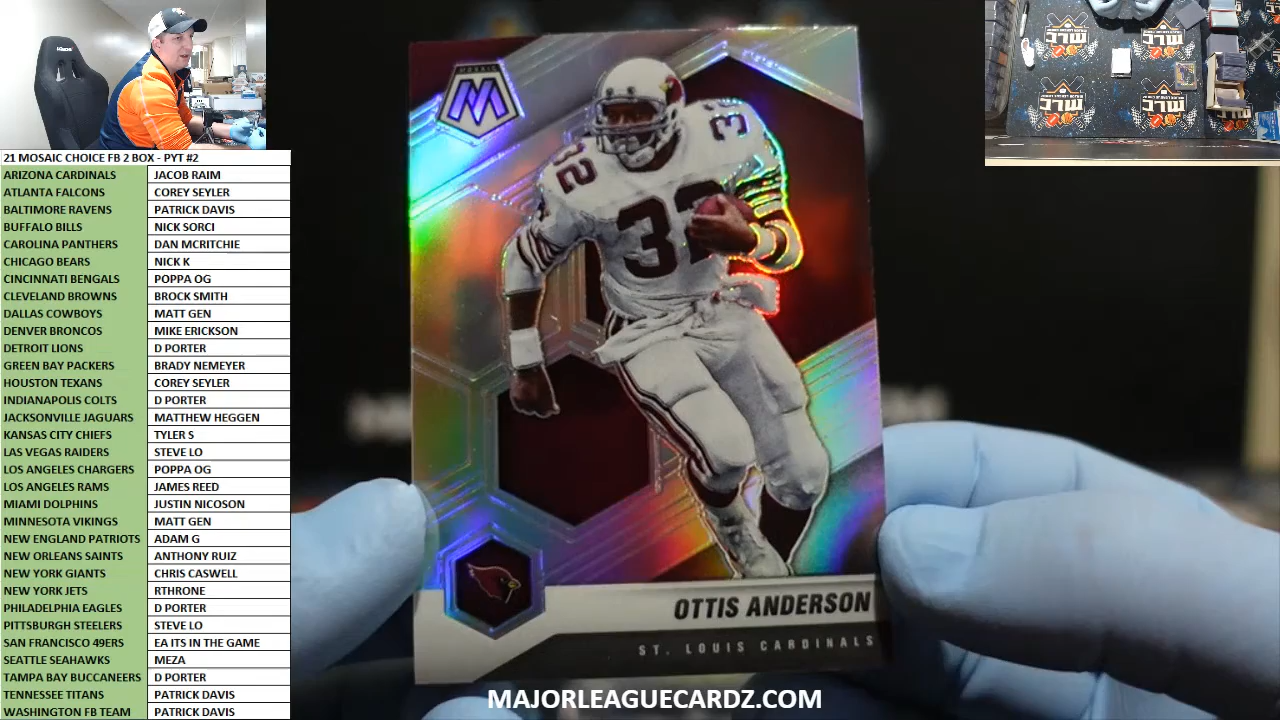 21 MOSAIC CHOICE FB 2 BOX - PYT #2
ARIZONA CARDINALS JACOB RAIM
ATLANTA FALCONS COREY SEYLER
BALTIMORE RAVENS PATRICK DAVIS
BUFFALO BILLS NICK SORCI
CAROLINA PANTHERS DAN MCRITCHIE
CHICAGO BEARS NICK K
CINCINNATI BENGALS POPPA OG
CLEVELAND BROWNS BROCK SMITH
DALLAS COWBOYS MATT GEN
DENVER BRONCOS MIKE ERICKSON
DETROIT LIONS D PORTER
GREEN BAY PACKERS BRADY NEMEYER
HOUSTON TEXANS COREY SEYLER
INDIANAPOLIS COLTS D PORTER
JACKSONVILLE JAGUARS MATTHEW HEGGEN
KANSAS CITY CHIEFS TYLER S
LAS VEGAS RAIDERS STEVE LO
LOS ANGELES CHARGERS POPPA OG
LOS ANGELES RAMS JAMES REED
MIAMI DOLPHINS JUSTIN NICOSON
MINNESOTA VIKINGS MATT GEN
NEW ENGLAND PATRIOTS ADAM G
NEW ORLEANS SAINTS ANTHONY RUIZ
NEW YORK GIANTS CHRIS CASWELL
NEW YORK JETS RTHRONE
PHILADELPHIA EAGLES D PORTER
PITTSBURGH STEELERS STEVE LO
SAN FRANCISCO 49ERS EA ITS IN THE GAME
SEATTLE SEAHAWKS MEZA
TAMPA BAY BUCCANEERS D PORTER
TENNESSEE TITANS PATRICK DAVIS
WASHINGTON FB TEAM PATRICK DAVIS
MOSAIC
M
32
32
32
OTTIS ANDERSON
ST. LOUIS CARDINALS
MAJORLEAGUECARDZ.COM
MLC
MLC
MLC
MLC